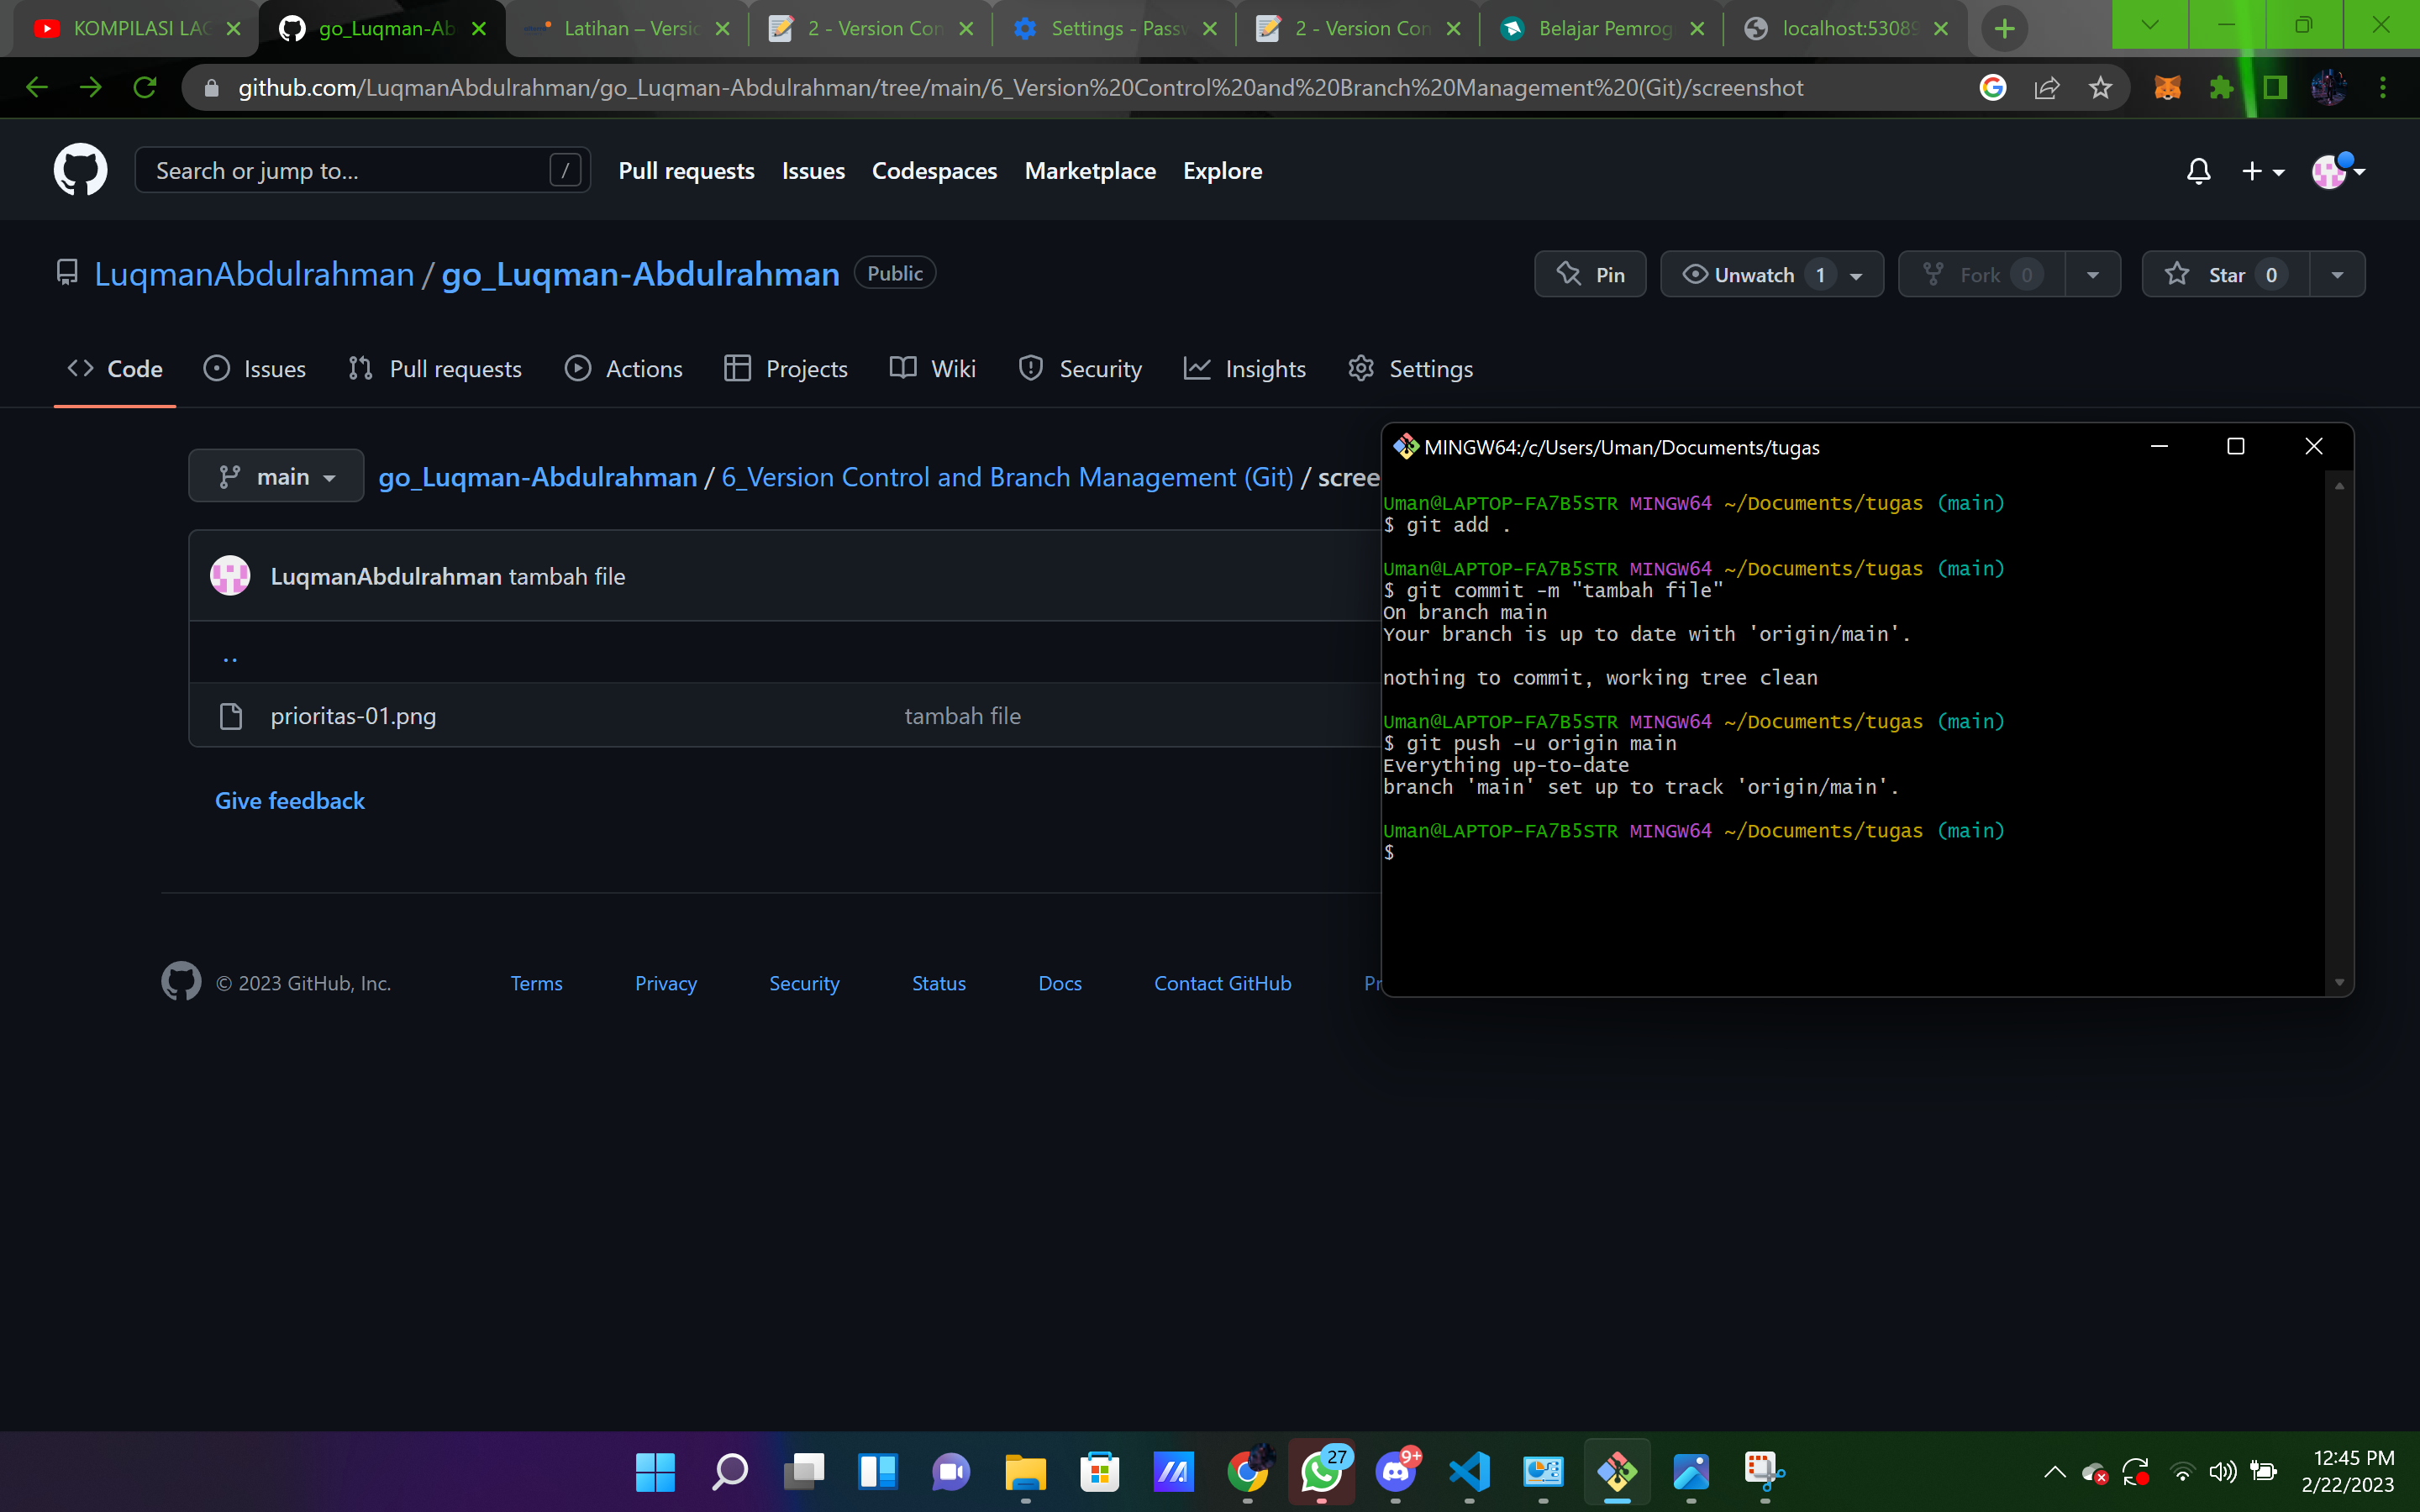 KOMPILASI LAG
go_Luqman-Ab
Latihan – Versic
2 - Version Con
Settings - Passw
2 - Version Con
Belajar Pemrog
localhost:53089
github.com/LuqmanAbdulrahman/go_Luqman-Abdulrahman/tree/main/6_Version%20Control%20and%20Branch%20Management%20(Git)/screenshot
Search or jump to... /
Pull requests Issues Codespaces Marketplace Explore
LuqmanAbdulrahman / go_Luqman-Abdulrahman Public
Pin Unwatch 1 Fork 0 Star 0
Code Issues Pull requests Actions Projects Wiki Security Insights Settings
main go_Luqman-Abdulrahman / 6_Version Control and Branch Management (Git) / scree
LuqmanAbdulrahman tambah file
..
prioritas-01.png tambah file
Give feedback
© 2023 GitHub, Inc. Terms Privacy Security Status Docs Contact GitHub Pr
MINGW64:/c/Users/Uman/Documents/tugas
Uman@LAPTOP-FA7B5STR MINGW64 ~/Documents/tugas (main)
$ git add .
Uman@LAPTOP-FA7B5STR MINGW64 ~/Documents/tugas (main)
$ git commit -m "tambah file"
On branch main
Your branch is up to date with 'origin/main'.
nothing to commit, working tree clean
Uman@LAPTOP-FA7B5STR MINGW64 ~/Documents/tugas (main)
$ git push -u origin main
Everything up-to-date
branch 'main' set up to track 'origin/main'.
Uman@LAPTOP-FA7B5STR MINGW64 ~/Documents/tugas (main)
$
27
9+
12:45 PM
2/22/2023